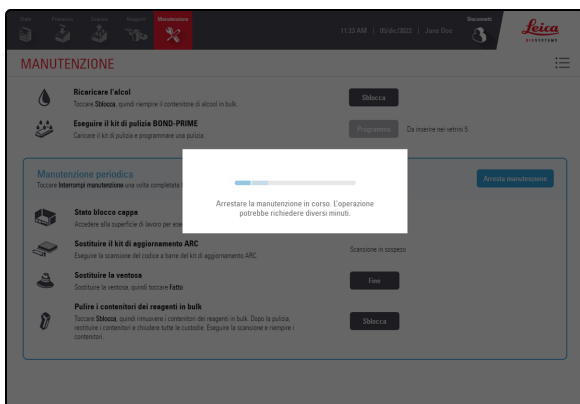 Stato
Protocolli
Manutenzione
Disconnetti
11:33 AM | 05/dic/2022 | Jane Doe
Leica
BIOSYSTEMS
MANUTENZIONE
Ricaricare l'alcol
Toccare Sblocca, quindi riempire il contenitore di alcol in bulk.
Sblocca
Eseguire il kit di pulizia BOND-PRIME
Caricare il kit di pulizia e programmare una pulizia.
Programma
Da inserire nei vetrini 5
Manutenzione periodica
Toccare Interrompi manutenzione una volta completata
Arresta manutenzione
Arrestare la manutenzione in corso. L'operazione
potrebbe richiedere diversi minuti.
Stato blocco cappa
Accedere alla superficie di lavoro per ese
Sostituire il kit di aggiornamento ARC
Eseguire la scansione del codice a barre del kit di aggiornamento ARC.
Scansione in sospeso
Sostituire la ventosa
Sostituire la ventosa, quindi toccare Fatto.
Fine
Pulire i contenitori dei reagenti in bulk
Toccare Sblocca, quindi rimuovere i contenitori dei reagenti in bulk. Dopo la pulizia,
restituire i contenitori e chiudere tutte le custodie. Eseguire la scansione e riempire i
contenitori.
Sblocca